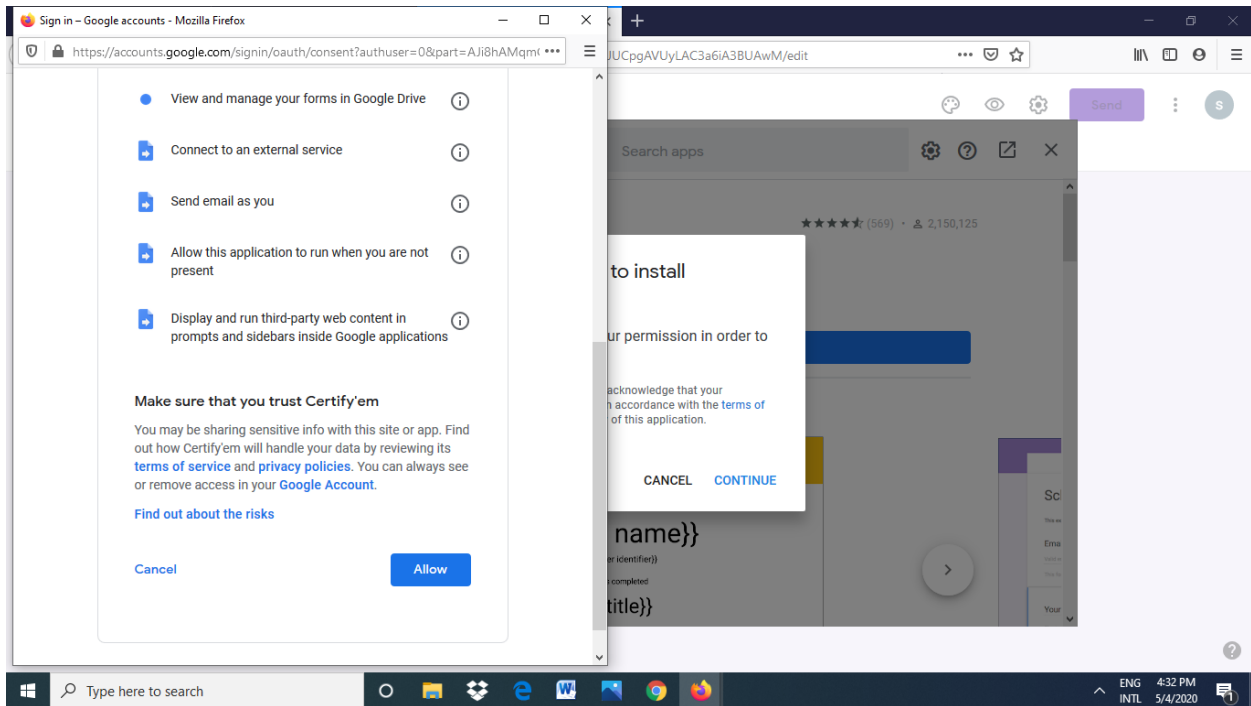 Sign in – Google accounts - Mozilla Firefox
https://accounts.google.com/signin/oauth/consent?authuser=0&part=AJi8hAMqm
View and manage your forms in Google Drive
Connect to an external service
Send email as you
Allow this application to run when you are not
present
Display and run third-party web content in
prompts and sidebars inside Google applications
Make sure that you trust Certify'em
You may be sharing sensitive info with this site or app. Find
out how Certify'em will handle your data by reviewing its
terms of service and privacy policies. You can always see
or remove access in your Google Account.
Find out about the risks
Cancel
Allow
UCpgAVUyLAC3a6iA3BUAwM/edit
Send
S
Search apps
(569)
2,150,125
to install
ur permission in order to
acknowledge that your
accordance with the terms of
of this application.
CANCEL CONTINUE
name}}
er identifier}}
completed
title}}
Sc
Ema
Your
Type here to search
ENG
INTL
4:32 PM
5/4/2020
1